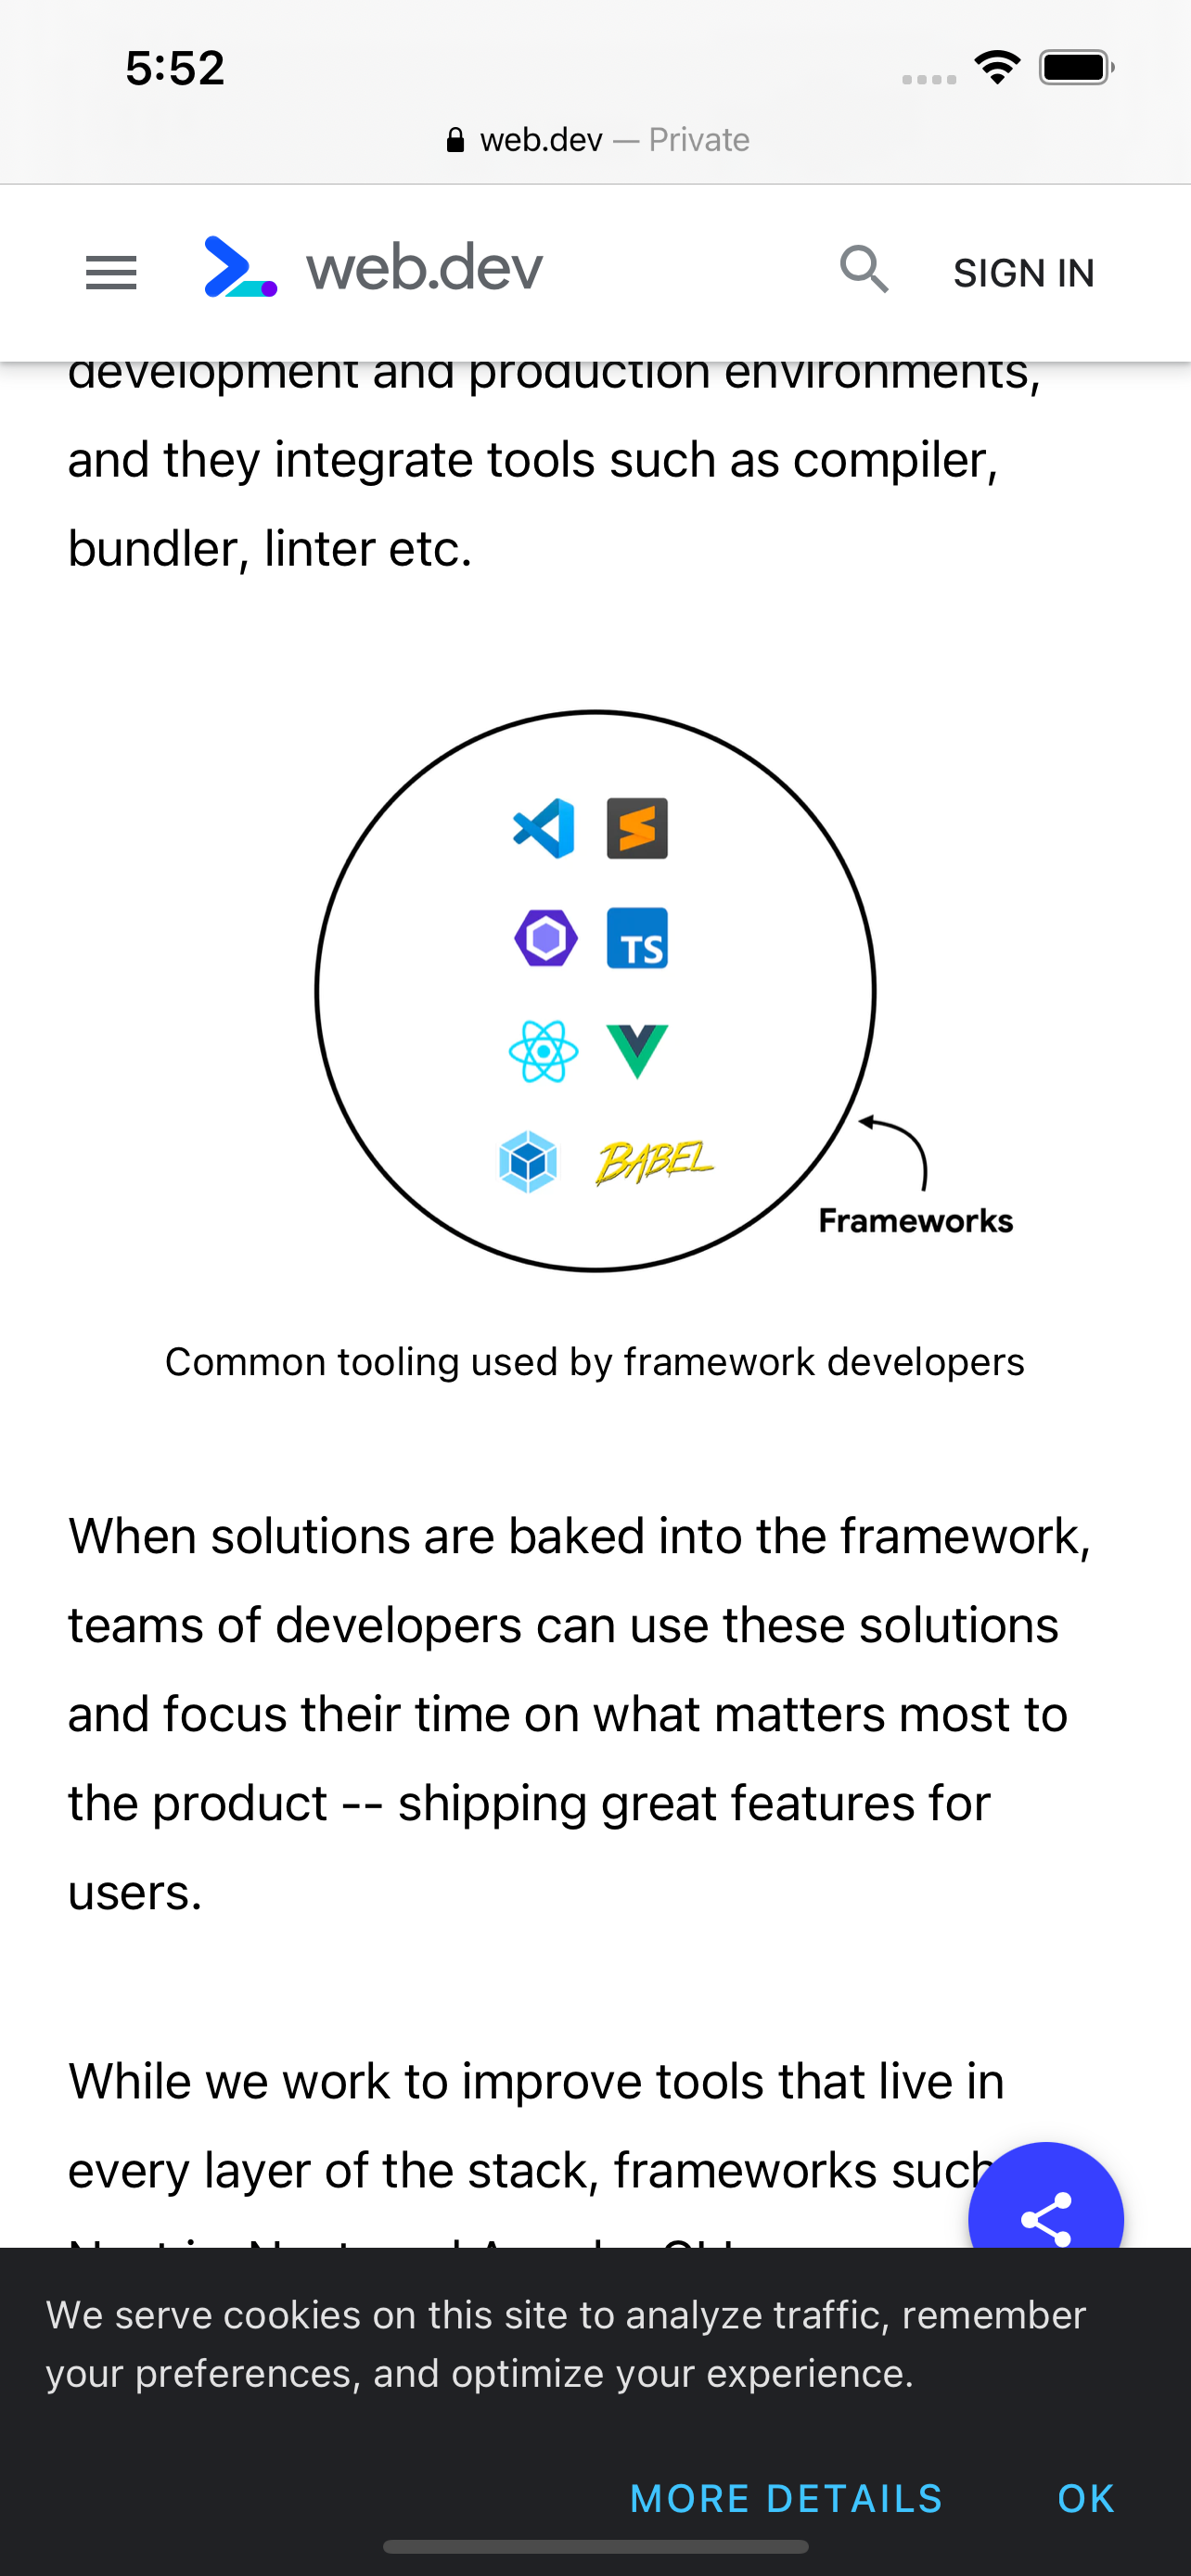 5:52
web.dev — Private
web.dev
SIGN IN
development and production environments,
and they integrate tools such as compiler,
bundler, linter etc.
TS
BABEL
Frameworks
Common tooling used by framework developers
When solutions are baked into the framework,
teams of developers can use these solutions
and focus their time on what matters most to
the product -- shipping great features for
users.
While we work to improve tools that live in
every layer of the stack, frameworks such
We serve cookies on this site to analyze traffic, remember
your preferences, and optimize your experience.
MORE DETAILS
OK